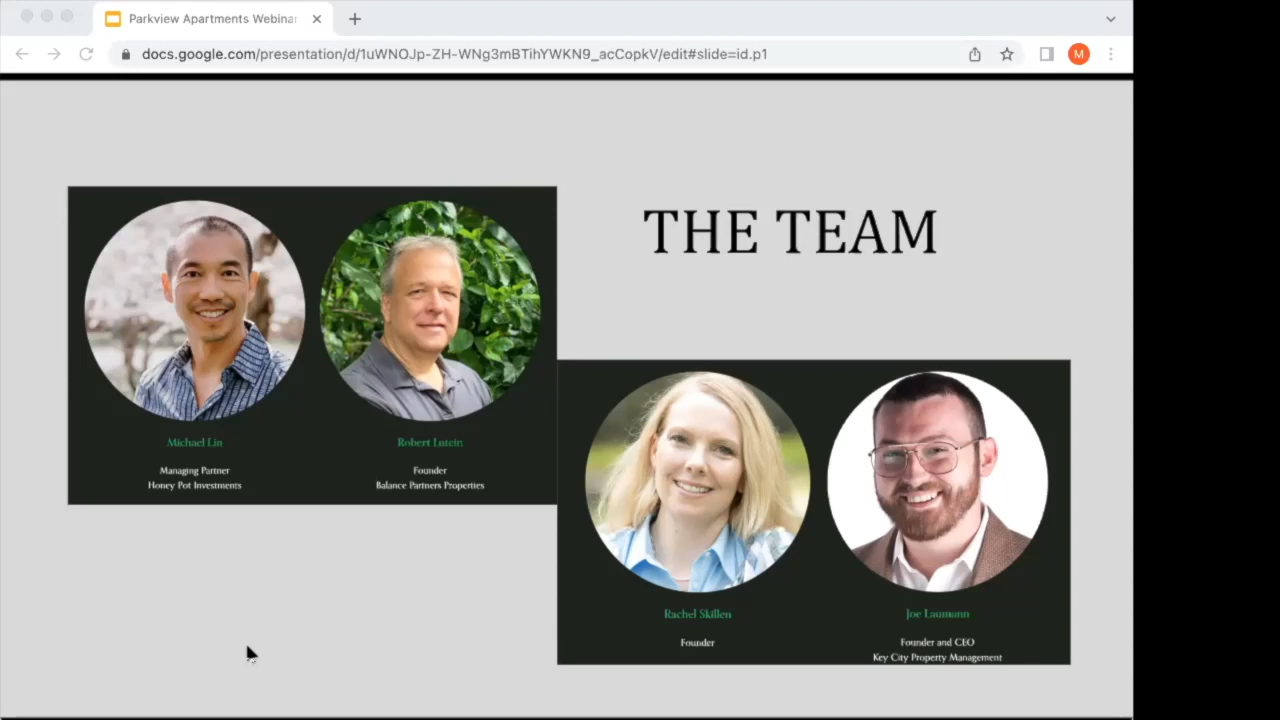 Parkview Apartments Webinar
docs.google.com/presentation/d/1uWNOJp-ZH-WNg3mBTihYWKN9_acCopkV/edit#slide=id.p1
M
THE TEAM
Michael Lin
Managing Partner
Honey Pot Investments
Robert Lutein
Founder
Balance Partners Properties
Rachel Skillen
Founder
Joe Laumann
Founder and CEO
Key City Property Management